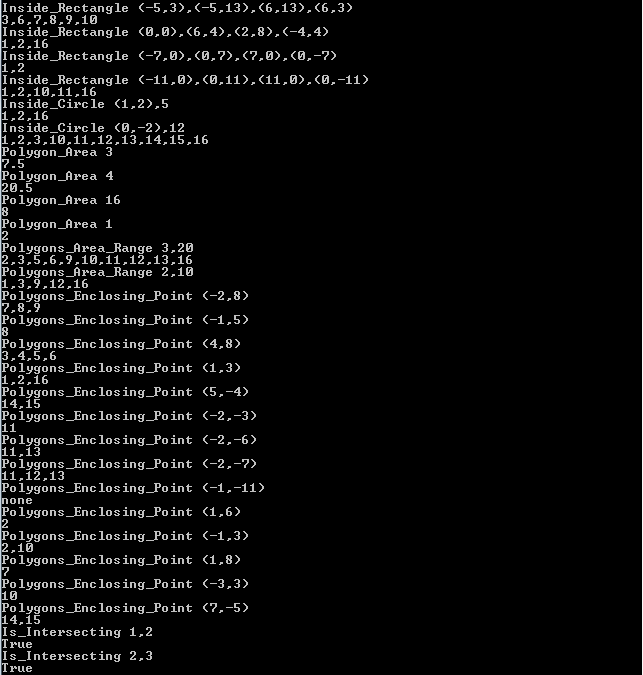 Inside_Rectangle (-5,3),(-5,13),(6,13),(6,3)
3,6,7,8,9,10
Inside_Rectangle (0,0),(6,4),(2,8),(-4,4)
1,2,16
Inside_Rectangle (-7,0),(0,7),(7,0),(0,-7)
1,2
Inside_Rectangle (-11,0),(0,11),(11,0),(0,-11)
1,2,10,11,16
Inside_Circle (1,2),5
1,2,16
Inside_Circle (0,-2),12
1,2,3,10,11,12,13,14,15,16
Polygon_Area 3
7.5
Polygon_Area 4
20.5
Polygon_Area 16
8
Polygon_Area 1
2
Polygons_Area_Range 3,20
2,3,5,6,9,10,11,12,13,16
Polygons_Area_Range 2,10
1,3,9,12,16
Polygons_Enclosing_Point (-2,8)
7,8,9
Polygons_Enclosing_Point (-1,5)
8
Polygons_Enclosing_Point (4,8)
3,4,5,6
Polygons_Enclosing_Point (1,3)
1,2,16
Polygons_Enclosing_Point (5,-4)
14,15
Polygons_Enclosing_Point (-2,-3)
11
Polygons_Enclosing_Point (-2,-6)
11,13
Polygons_Enclosing_Point (-2,-7)
11,12,13
Polygons_Enclosing_Point (-1,-11)
none
Polygons_Enclosing_Point (1,6)
2
Polygons_Enclosing_Point (-1,3)
2,10
Polygons_Enclosing_Point (1,8)
7
Polygons_Enclosing_Point (-3,3)
10
Polygons_Enclosing_Point (7,-5)
14,15
Is_Intersecting 1,2
True
Is_Intersecting 2,3
True